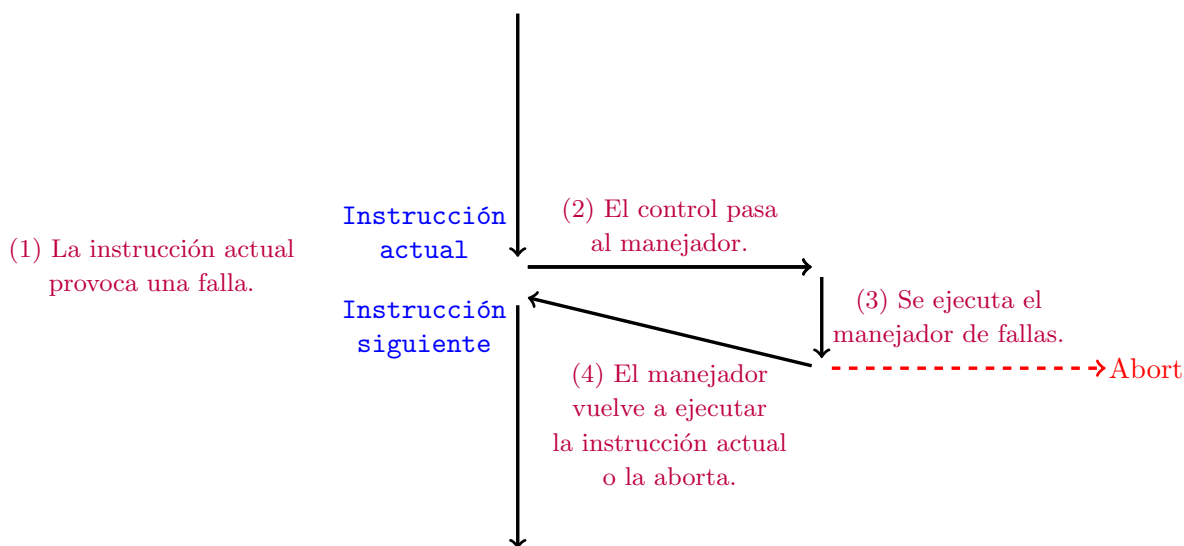 (1) La instrucción actual
provoca una falla.
Instrucción
actual
(2) El control pasa
al manejador.
Instrucción
siguiente
(3) Se ejecuta el
manejador de fallas.
(4) El manejador
vuelve a ejecutar
la instrucción actual
o la aborta.
Abort